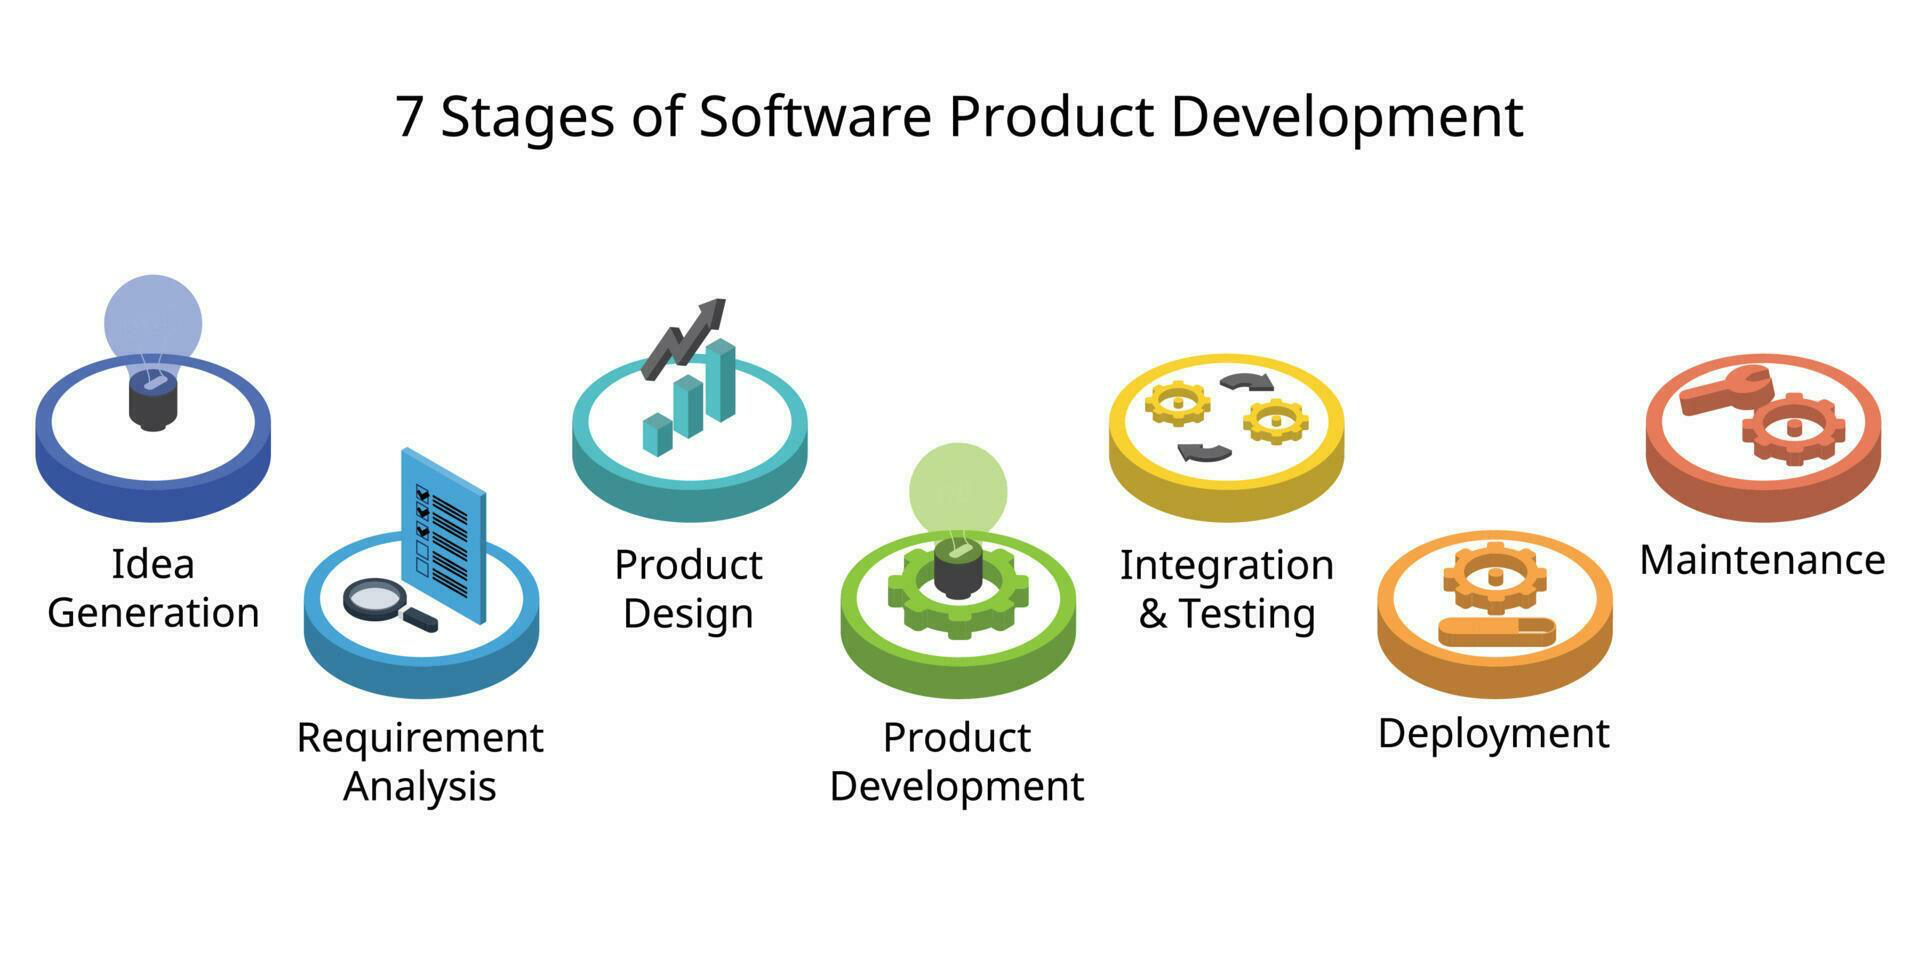 7 Stages of Software Product Development
Idea
Generation
Requirement
Analysis
Product
Design
Product
Development
Integration
& Testing
Deployment
Maintenance